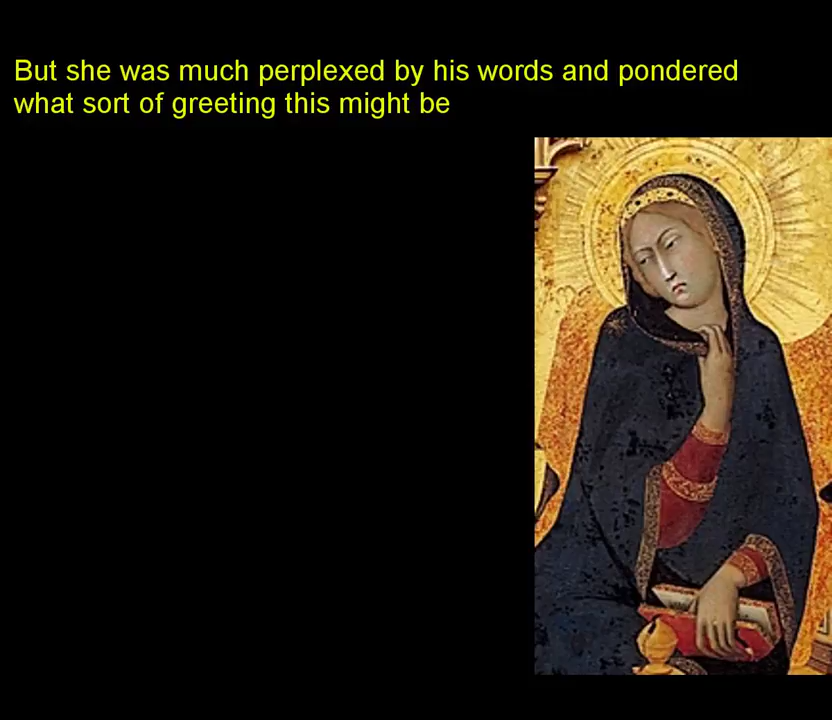 But she was much perplexed by his words and pondered
what sort of greeting this might be